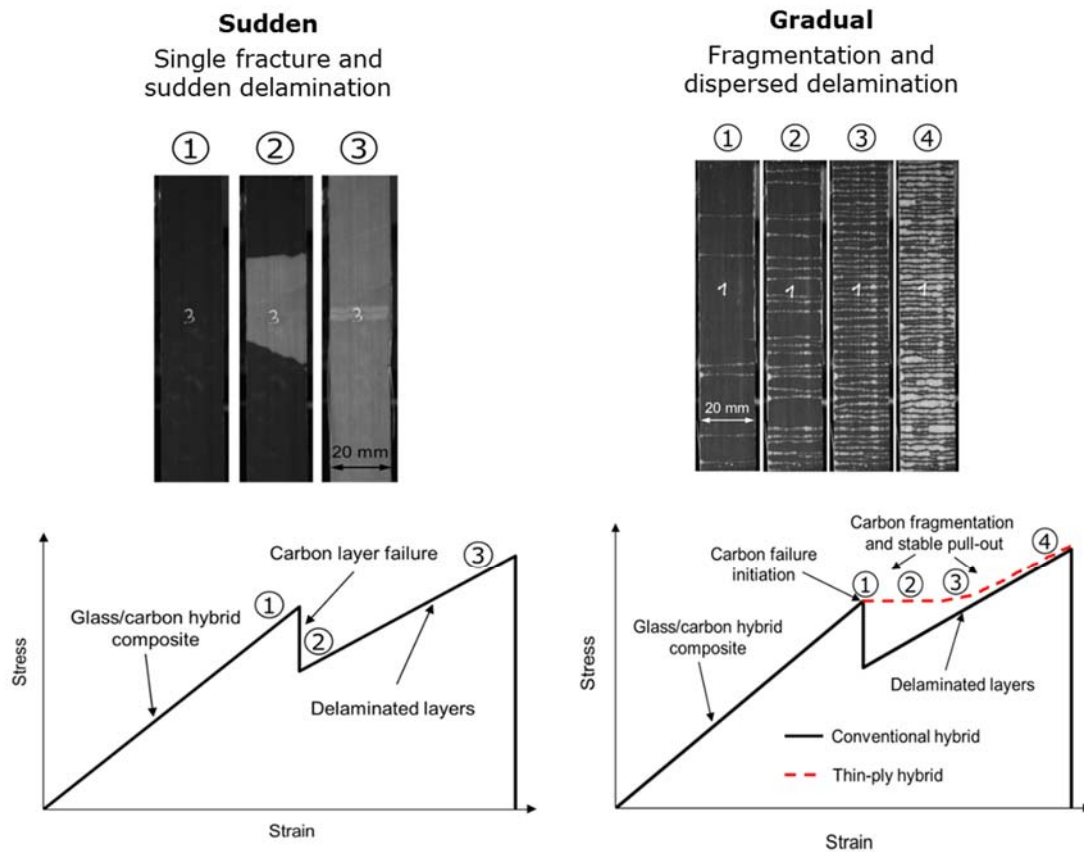 Sudden
Single fracture and
sudden delamination
① ② ③
3 3 3
20 mm
Stress
Glass/carbon hybrid
composite
①
Carbon layer failure
②
③
Delaminated layers
Strain
Gradual
Fragmentation and
dispersed delamination
① ② ③ ④
1 1 1 1
20 mm
Stress
Glass/carbon hybrid
composite
Carbon failure
initiation
Carbon fragmentation
and stable pull-out
① ② ③ ④
Delaminated layers
Conventional hybrid
Thin-ply hybrid
Strain